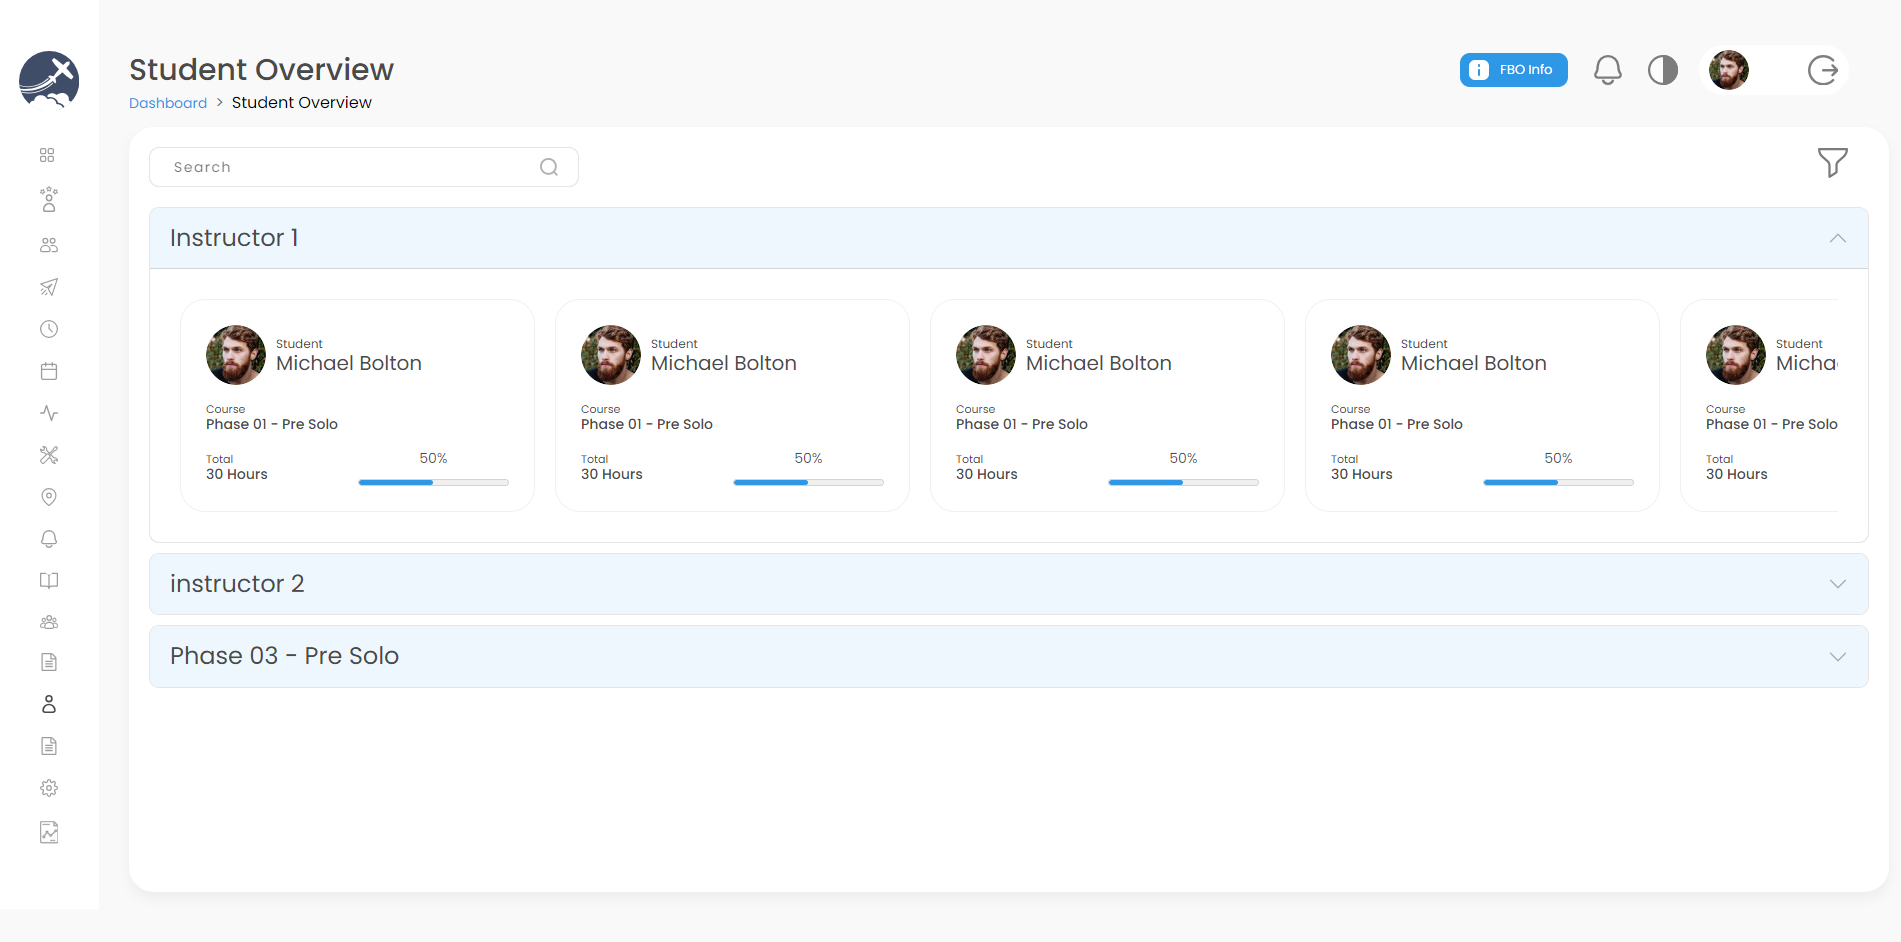 Student Overview
Dashboard > Student Overview
FBO Info
Search
Instructor 1
Student
Michael Bolton
Course
Phase 01 - Pre Solo
Total
30 Hours
50%
Student
Michael Bolton
Course
Phase 01 - Pre Solo
Total
30 Hours
50%
Student
Michael Bolton
Course
Phase 01 - Pre Solo
Total
30 Hours
50%
Student
Michael Bolton
Course
Phase 01 - Pre Solo
Total
30 Hours
50%
Student
Micha
Course
Phase 01 - Pre Solo
Total
30 Hours
instructor 2
Phase 03 - Pre Solo